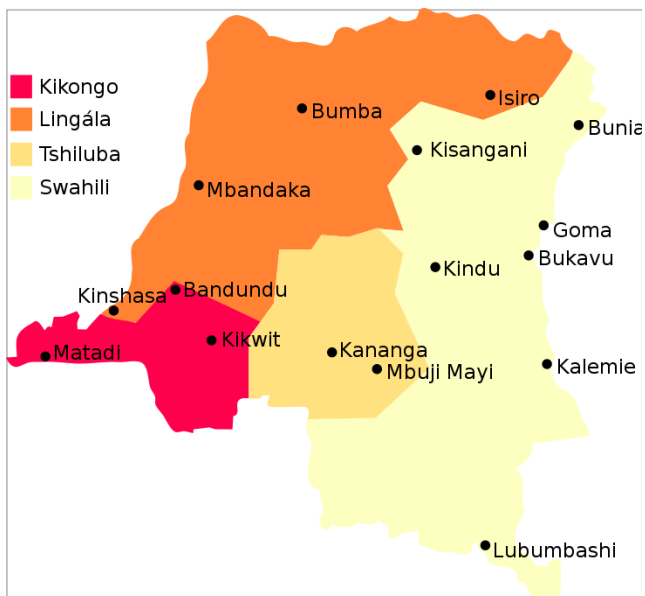 Kikongo
Lingála
Tshiluba
Swahili
Isiro
Bumba
Bunia
Kisangani
Mbandaka
Goma
Bukavu
Kindu
Bandundu
Kinshasa
Kikwit
Kananga
Matadi
Mbuji Mayi
Kalemie
Lubumbashi